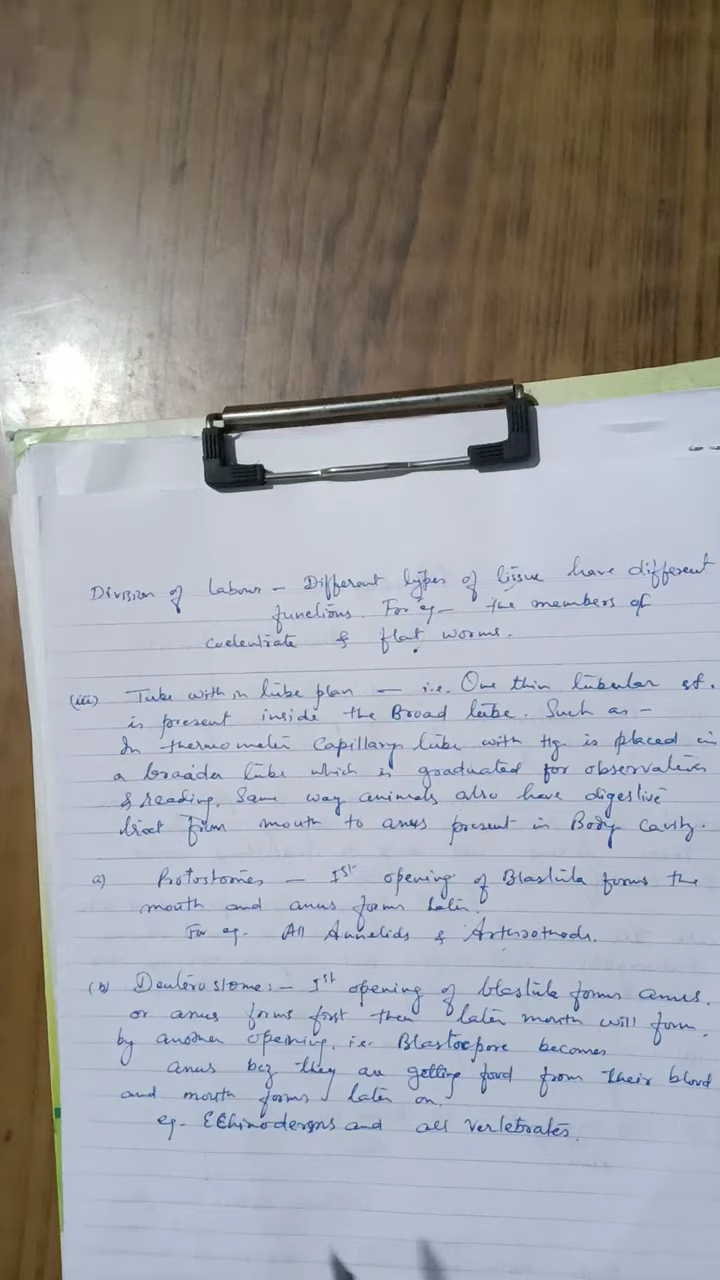 Division of labour - Different types of tissue have different
functions. For eg - the members of
coelentrate & flat worms.
(iii) Tube with in tube plan - i.e. One thin tubular st.
is present inside the Broad tube. Such as -
In thermometer Capillary tube with Hg is placed in
a broader tube which is graduated for observation
& reading. Same way animals also have digestive
tract from mouth to anus present in Body Cavity.
a) Protostomes - Ist opening of Blastula forms the
mouth and anus forms later.
For eg. All Annelids & Arthropods.
(b) Deuterostomes - Ist opening of blastula forms anus.
or anus forms first then later mouth will form
by another opening. i.e. Blastopore becomes
anus bcz they are getting food from their blood
and mouth forms later on.
eg. Echinoderms and all vertebrates.